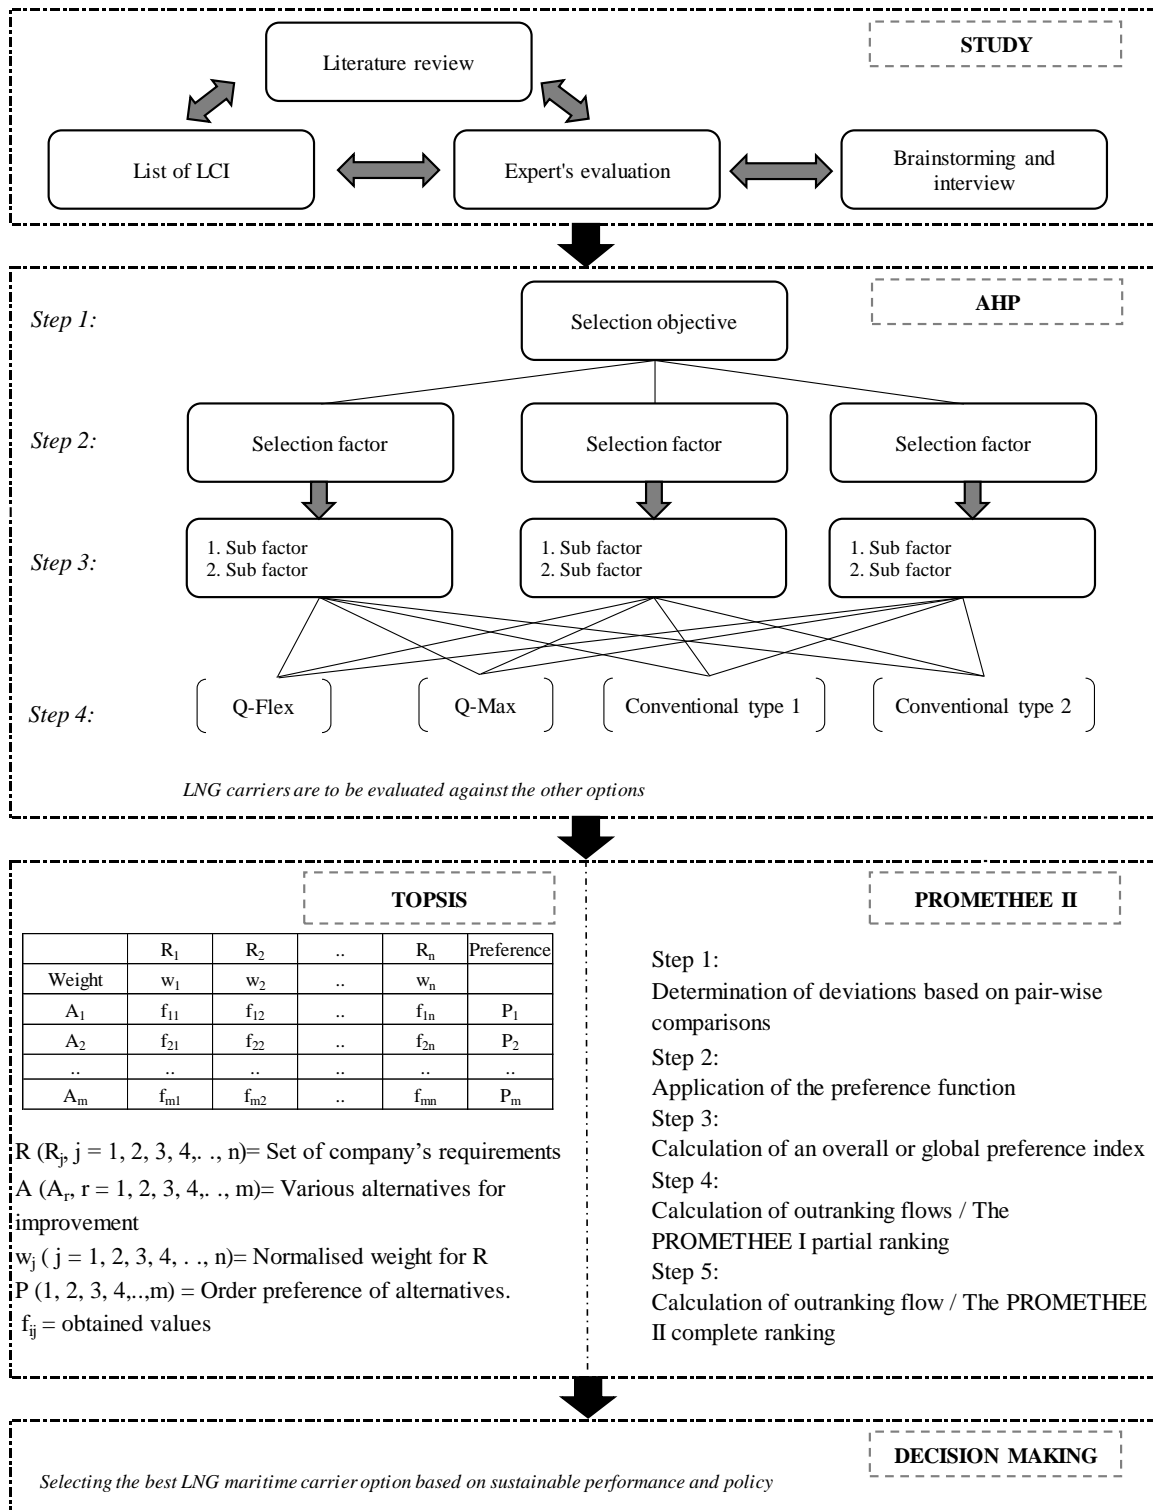 STUDY
Literature review
List of LCI
Expert's evaluation
Brainstorming and
interview
AHP
Step 1:
Selection objective
Step 2:
Selection factor
Selection factor
Selection factor
Step 3:
1. Sub factor
2. Sub factor
1. Sub factor
2. Sub factor
1. Sub factor
2. Sub factor
Step 4:
Q-Flex
Q-Max
Conventional type 1
Conventional type 2
LNG carriers are to be evaluated against the other options
TOPSIS
R1 R2 .. Rn Preference
Weight w1 w2 .. wn
A1 f11 f12 .. f1n P1
A2 f21 f22 .. f2n P2
.. .. .. .. .. ..
Am fm1 fm2 .. fmn Pm
R (Rj, j = 1, 2, 3, 4,. ., n)= Set of company’s requirements
A (Ar, r = 1, 2, 3, 4,. ., m)= Various alternatives for
improvement
wj ( j = 1, 2, 3, 4, . ., n)= Normalised weight for R
P (1, 2, 3, 4,..,m) = Order preference of alternatives.
fij = obtained values
PROMETHEE II
Step 1:
Determination of deviations based on pair-wise
comparisons
Step 2:
Application of the preference function
Step 3:
Calculation of an overall or global preference index
Step 4:
Calculation of outranking flows / The
PROMETHEE I partial ranking
Step 5:
Calculation of outranking flow / The PROMETHEE
II complete ranking
DECISION MAKING
Selecting the best LNG maritime carrier option based on sustainable performance and policy